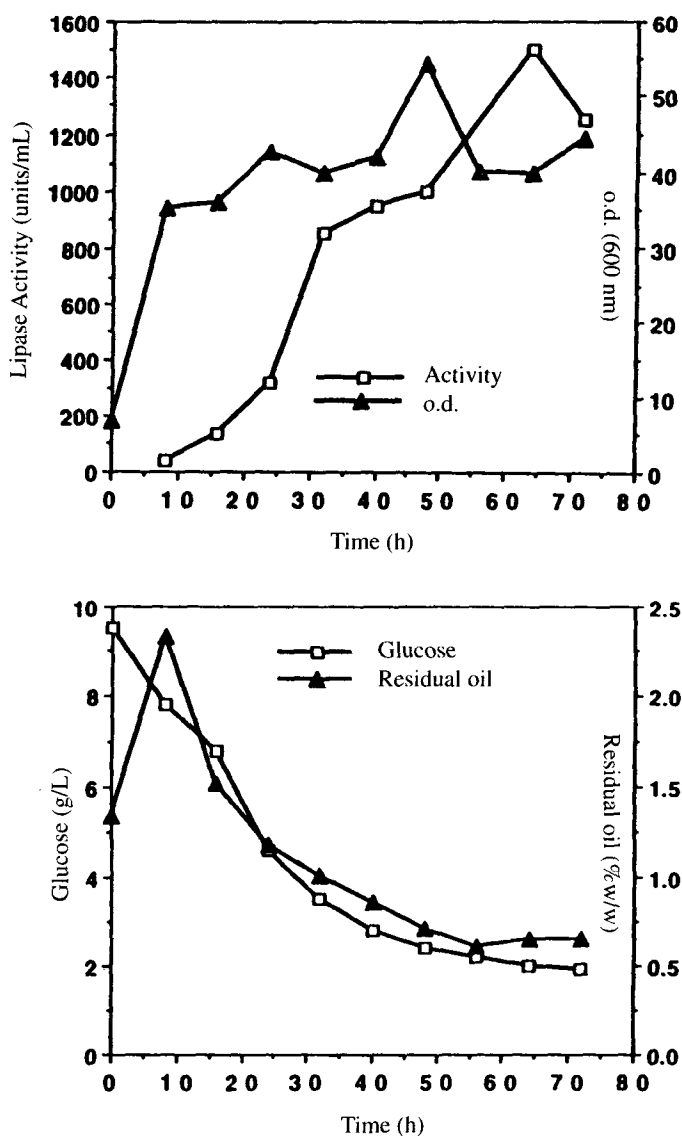 1600
1400
1200
1000
800
600
400
200
0
Lipase Activity (units/mL)
60
50
40
30
20
10
0
o.d. (600 nm)
Activity
o.d.
0 10 20 30 40 50 60 70 80
Time (h)
10
8
6
4
2
0
Glucose (g/L)
2.5
2.0
1.5
1.0
0.5
0.0
Residual oil (%w/w)
Glucose
Residual oil
0 10 20 30 40 50 60 70 80
Time (h)